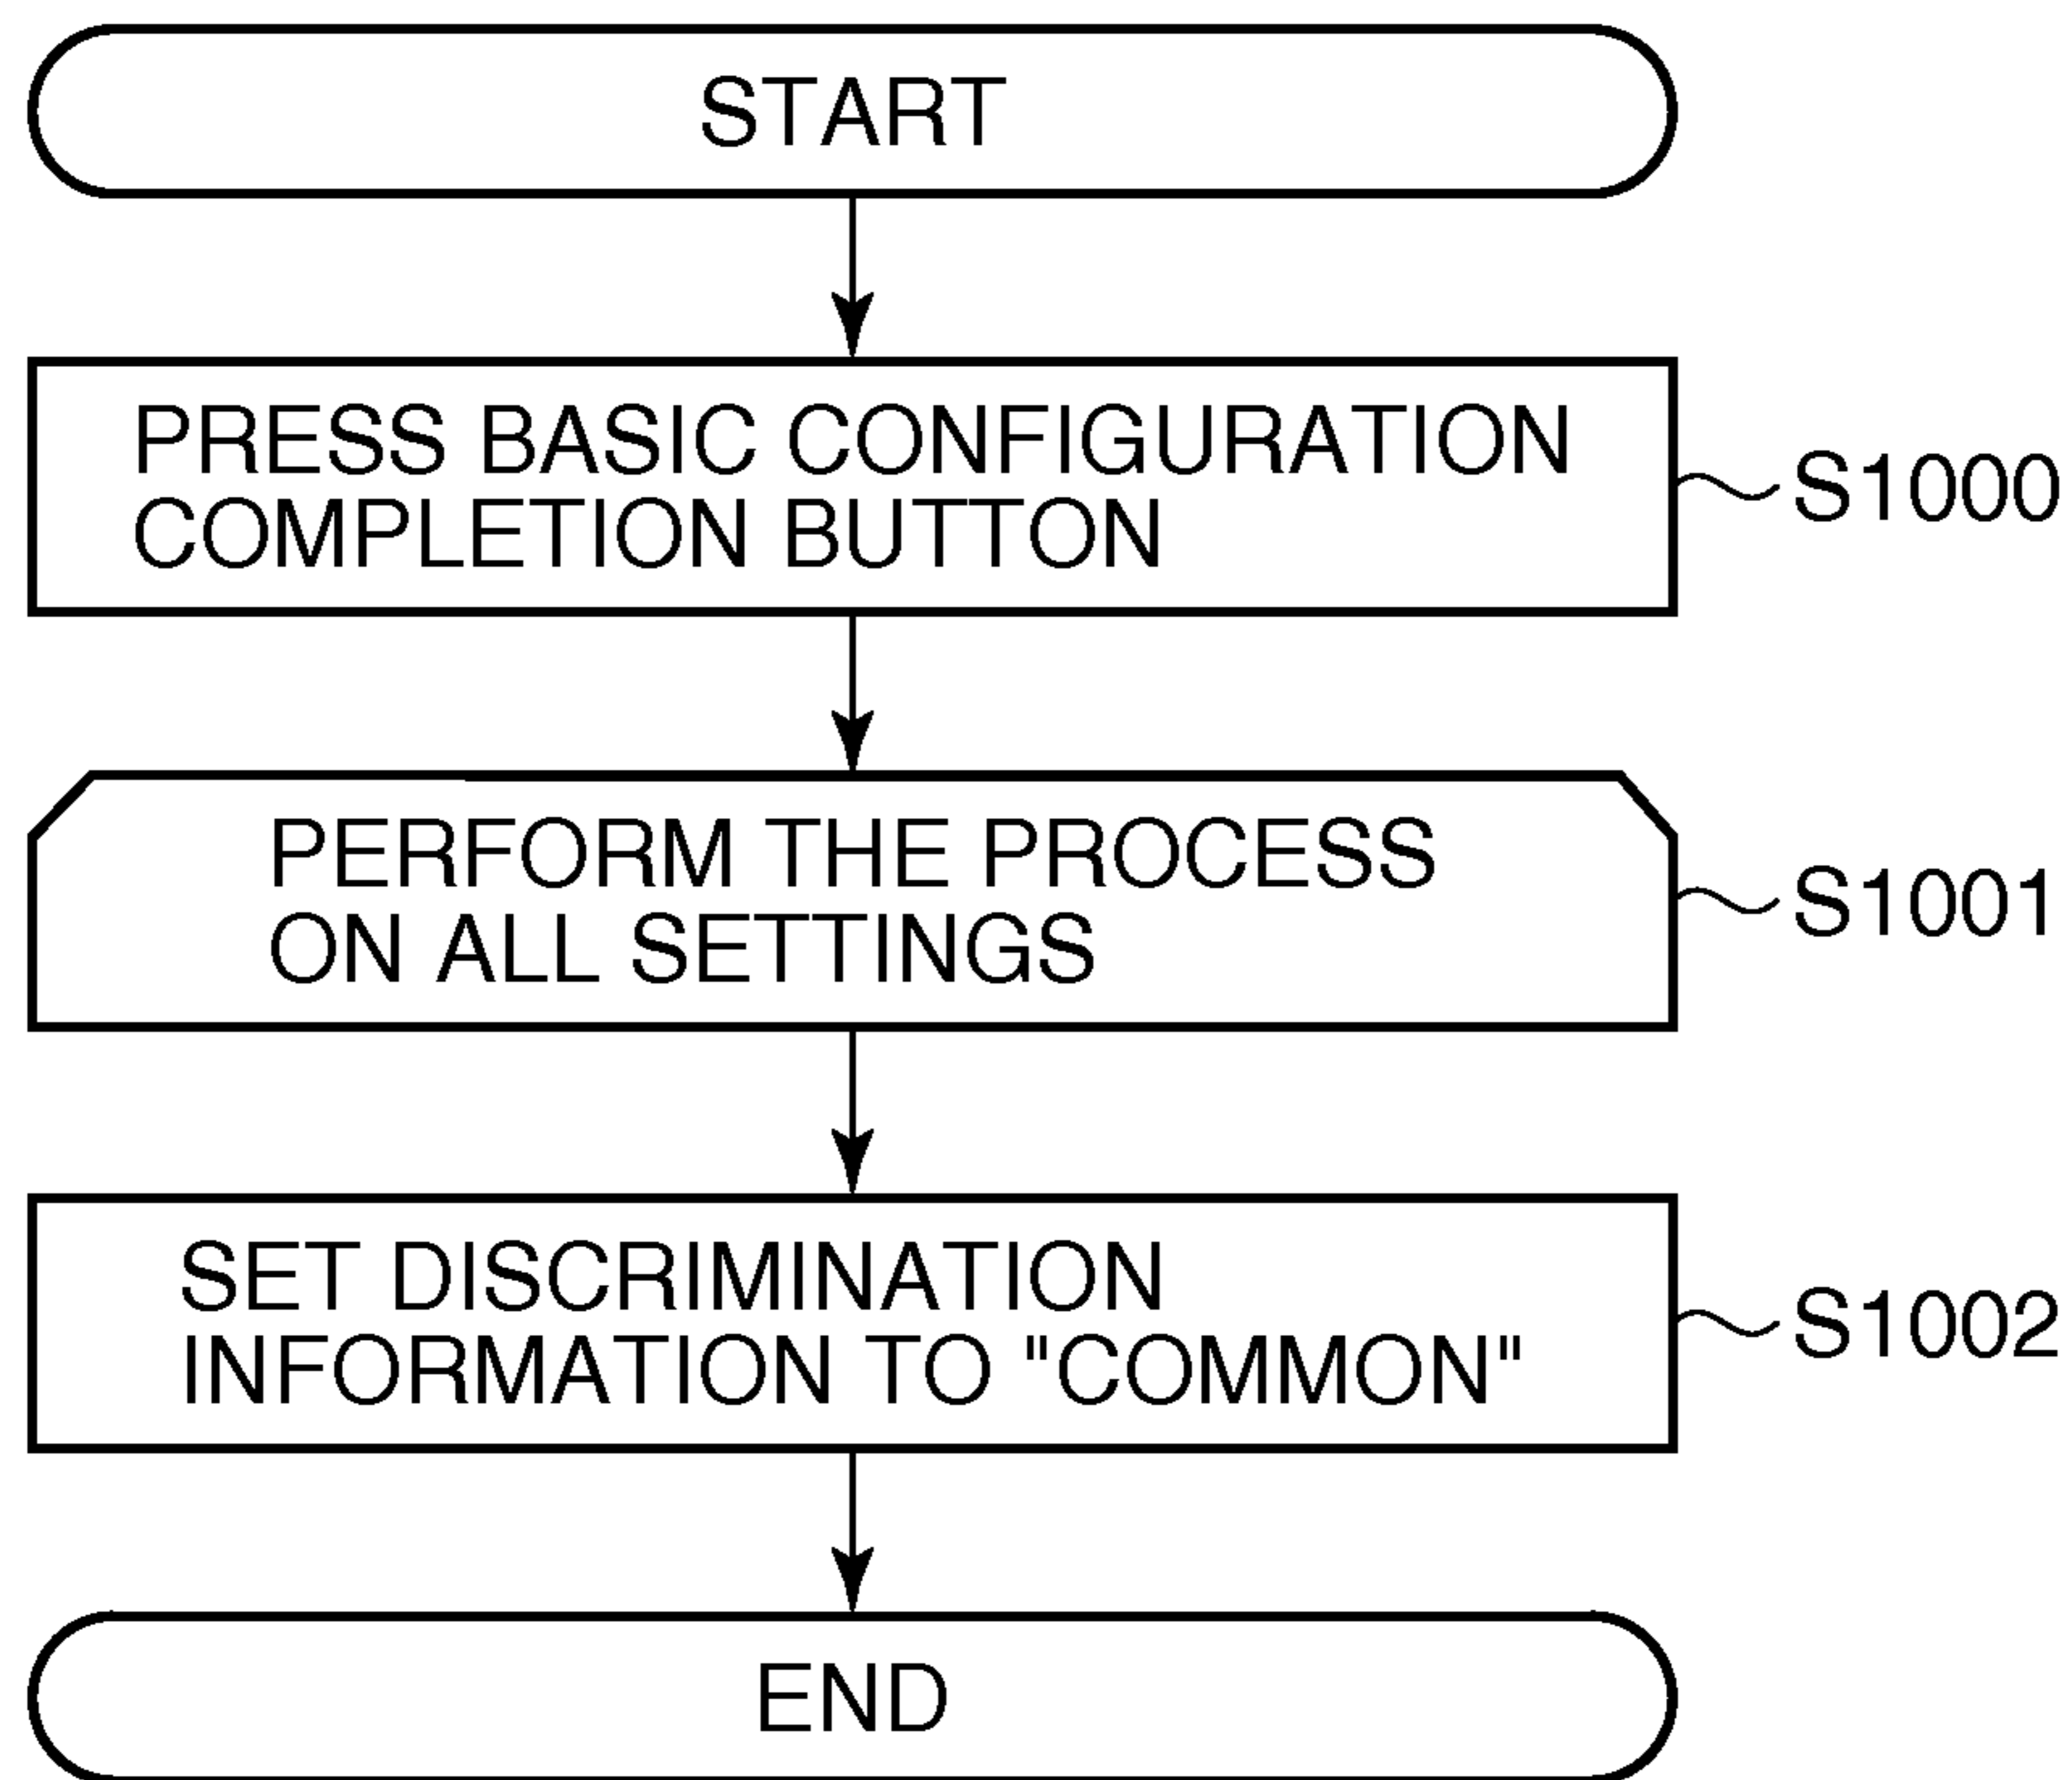 START
PRESS BASIC CONFIGURATION
COMPLETION BUTTON
S1000
PERFORM THE PROCESS
ON ALL SETTINGS
S1001
SET DISCRIMINATION
INFORMATION TO "COMMON"
S1002
END